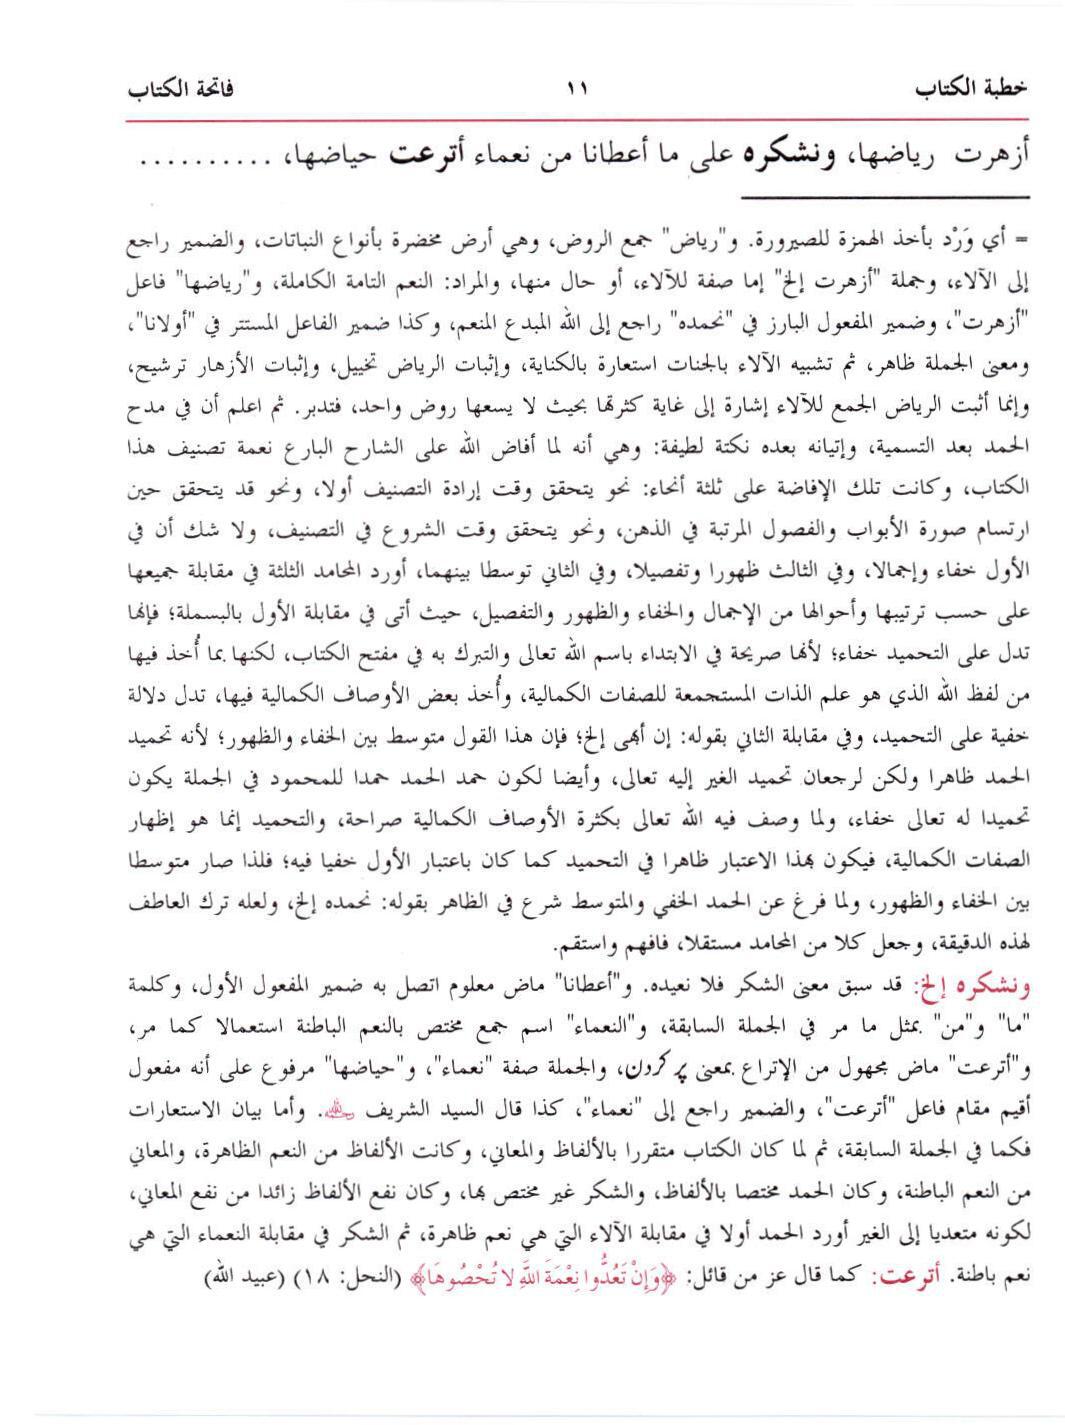 خطبة الكتاب ١١ فاتحة الكتاب
أزهرت رياضها، ونشكره على ما أعطانا من نعماء أترعت حياضها، ..........
= أي وَرْد بأخذ الهمزة للصيرورة. و"رياض" جمع الروض، وهي أرض مخضرة بأنواع النباتات، والضمير راجع
إلى الآلاء، وجملة "أزهرت إلخ" إما صفة للآلاء، أو حال منها، والمراد: النعم التامة الكاملة، و"رياضها" فاعل
"أزهرت"، وضمير المفعول البارز في "نحمده" راجع إلى الله المبدع المنعم، وكذا ضمير الفاعل المستتر في "أولانا"،
ومعنى الجملة ظاهر، ثم تشبيه الآلاء بالجنات استعارة بالكناية، وإثبات الرياض تخييل، وإثبات الأزهار ترشيح،
وإنما أثبت الرياض الجمع للآلاء إشارة إلى غاية كثرتها بحيث لا يسعها روض واحد، فتدبر. ثم اعلم أن في مدح
الحمد بعد التسمية، وإتيانه بعده نكتة لطيفة: وهي أنه لما أفاض الله على الشارح البارع نعمة تصنيف هذا
الكتاب، وكانت تلك الإفاضة على ثلثة أنحاء: نحو يتحقق وقت إرادة التصنيف أولا، ونحو قد يتحقق حين
ارتسام صورة الأبواب والفصول المرتبة في الذهن، ونحو يتحقق وقت الشروع في التصنيف، ولا شك أن في
الأول خفاء وإجمالا، وفي الثالث ظهورا وتفصيلا، وفي الثاني توسطا بينهما، أورد المحامد الثلثة في مقابلة جميعها
على حسب ترتيبها وأحوالها من الإجمال والخفاء والظهور والتفصيل، حيث أتى في مقابلة الأول بالبسملة؛ فإنها
تدل على التحميد خفاء؛ لأنها صريحة في الابتداء باسم الله تعالى والتبرك به في مفتح الكتاب، لكنها بما أُخذ فيها
من لفظ الله الذي هو علم الذات المستجمعة للصفات الكمالية، وأُخذ بعض الأوصاف الكمالية فيها، تدل دلالة
خفية على التحميد، وفي مقابلة الثاني بقوله: إن أبهى إلخ؛ فإن هذا القول متوسط بين الخفاء والظهور؛ لأنه تحميد
الحمد ظاهرا ولكن لرجعان تحميد الغير إليه تعالى، وأيضا لكون حمد الحمد حمدا للمحمود في الجملة يكون
تحميدا له تعالى خفاء، ولما وصف فيه الله تعالى بكثرة الأوصاف الكمالية صراحة، والتحميد إنما هو إظهار
الصفات الكمالية، فيكون بهذا الاعتبار ظاهرا في التحميد كما كان باعتبار الأول خفيا فيه؛ فلذا صار متوسطا
بين الخفاء والظهور، ولما فرغ عن الحمد الخفي والمتوسط شرع في الظاهر بقوله: نحمده إلخ، ولعله ترك العاطف
لهذه الدقيقة، وجعل كلا من المحامد مستقلا، فافهم واستقم.
ونشكره إلخ: قد سبق معنى الشكر فلا نعيده. و"أعطانا" ماض معلوم اتصل به ضمير المفعول الأول، وكلمة
"ما" و"من" بمثل ما مر في الجملة السابقة، و"النعماء" اسم جمع مختص بالنعم الباطنة استعمالا كما مر،
و"أترعت" ماض مجهول من الإتراع بمعنى پر کردن، والجملة صفة "نعماء"، و"حياضها" مرفوع على أنه مفعول
أقيم مقام فاعل "أترعت"، والضمير راجع إلى "نعماء"، كذا قال السيد الشريف رحمه الله. وأما بيان الاستعارات
فكما في الجملة السابقة، ثم لما كان الكتاب متقررا بالألفاظ والمعاني، وكانت الألفاظ من النعم الظاهرة، والمعاني
من النعم الباطنة، وكان الحمد مختصا بالألفاظ، والشكر غير مختص بها، وكان نفع الألفاظ زائدا من نفع المعاني،
لكونه متعديا إلى الغير أورد الحمد أولا في مقابلة الآلاء التي هي نعم ظاهرة، ثم الشكر في مقابلة النعماء التي هي
نعم باطنة. أترعت: كما قال عز من قائل: ﴿وَإِنْ تَعُدُّوا نِعْمَةَ اللَّهِ لا تُحْصُوهَا﴾ (النحل: ١٨) (عبيد الله)